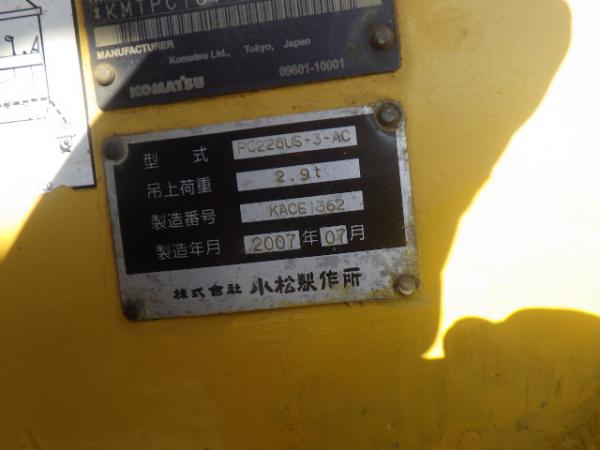 MANUFACTURER
Komatsu Ltd., Tokyo, Japan
09601-10001
KOMATSU
型式 PC228US-3-AC
吊上荷重 2.9t
製造番号 KACE1362
製造年月 2007年07月
株式会社 小松製作所